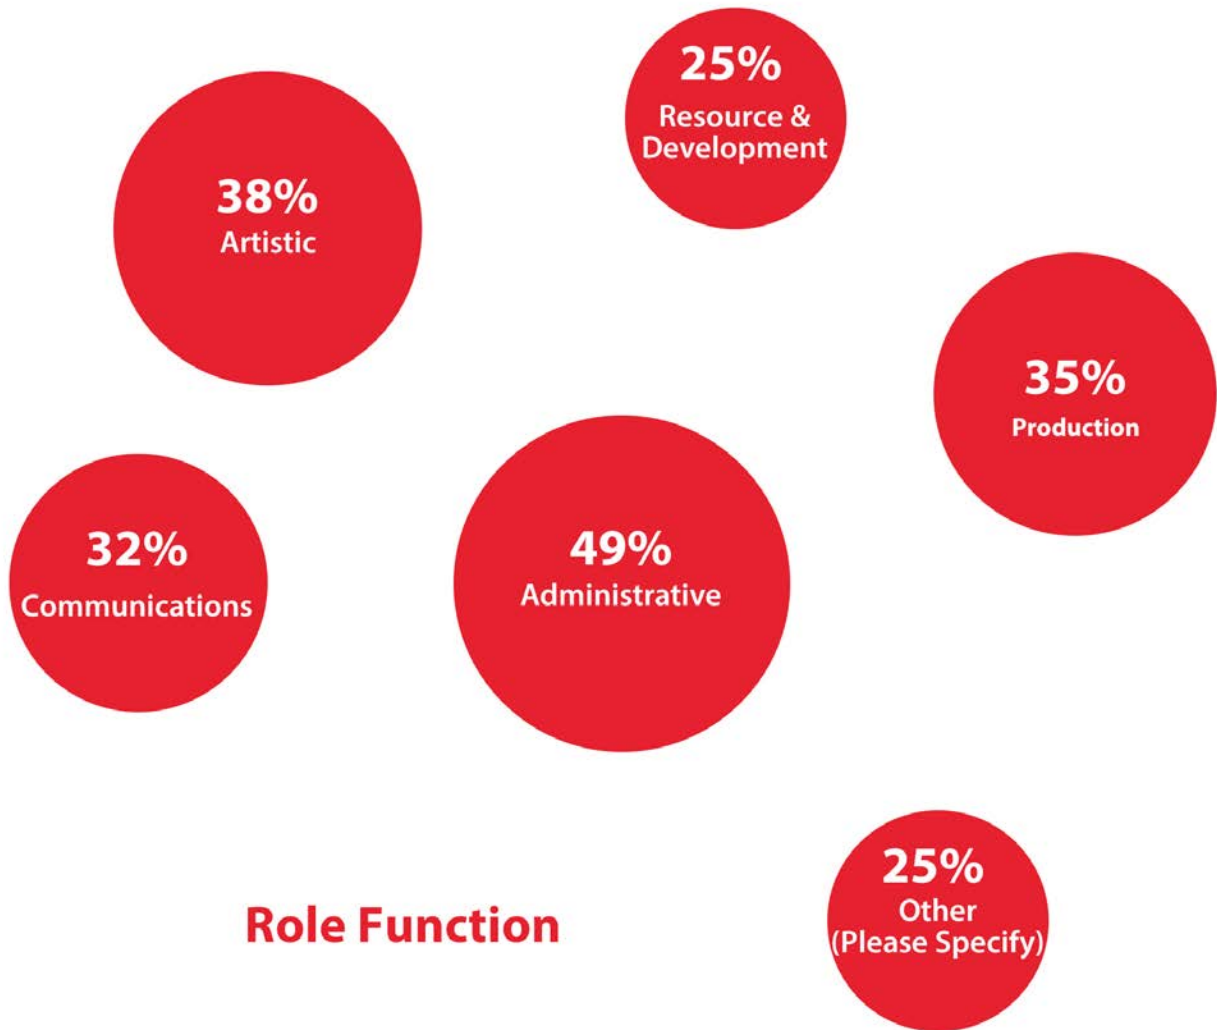 25%
Resource &
Development
38%
Artistic
35%
Production
32%
Communications
49%
Administrative
25%
Other
(Please Specify)
Role Function